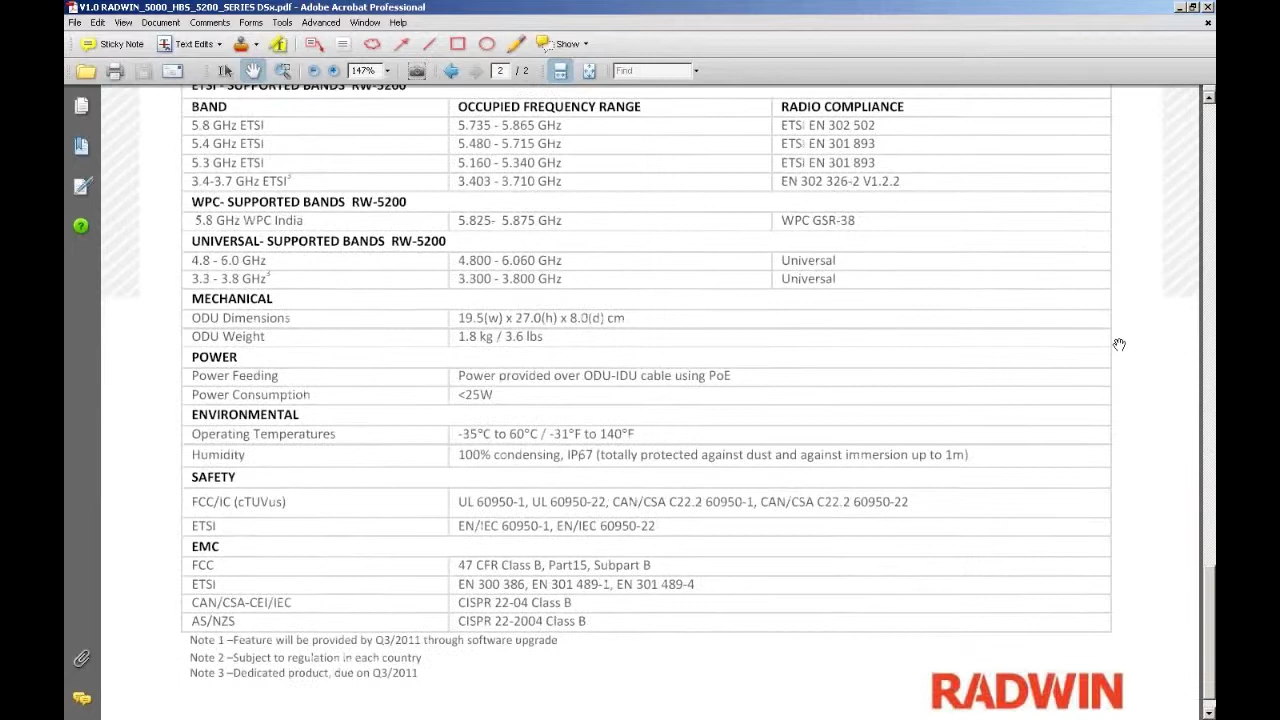 V1.0 RADWIN_5000_HBS_5200_SERIES DSx.pdf - Adobe Acrobat Professional
File Edit View Document Comments Forms Tools Advanced Window Help
Sticky Note Text Edits Show
147% 2 / 2 Find
ETSI - SUPPORTED BANDS RW-5200
BAND OCCUPIED FREQUENCY RANGE RADIO COMPLIANCE
5.8 GHz ETSI 5.735 - 5.865 GHz ETSI EN 302 502
5.4 GHz ETSI 5.480 - 5.715 GHz ETSI EN 301 893
5.3 GHz ETSI 5.160 - 5.340 GHz ETSI EN 301 893
3.4-3.7 GHz ETSI³ 3.403 - 3.710 GHz EN 302 326-2 V1.2.2
WPC- SUPPORTED BANDS RW-5200
5.8 GHz WPC India 5.825- 5.875 GHz WPC GSR-38
UNIVERSAL- SUPPORTED BANDS RW-5200
4.8 - 6.0 GHz 4.800 - 6.060 GHz Universal
3.3 - 3.8 GHz³ 3.300 - 3.800 GHz Universal
MECHANICAL
ODU Dimensions 19.5(w) x 27.0(h) x 8.0(d) cm
ODU Weight 1.8 kg / 3.6 lbs
POWER
Power Feeding Power provided over ODU-IDU cable using PoE
Power Consumption <25W
ENVIRONMENTAL
Operating Temperatures -35°C to 60°C / -31°F to 140°F
Humidity 100% condensing, IP67 (totally protected against dust and against immersion up to 1m)
SAFETY
FCC/IC (cTUVus) UL 60950-1, UL 60950-22, CAN/CSA C22.2 60950-1, CAN/CSA C22.2 60950-22
ETSI EN/IEC 60950-1, EN/IEC 60950-22
EMC
FCC 47 CFR Class B, Part15, Subpart B
ETSI EN 300 386, EN 301 489-1, EN 301 489-4
CAN/CSA-CEI/IEC CISPR 22-04 Class B
AS/NZS CISPR 22-2004 Class B
Note 1 –Feature will be provided by Q3/2011 through software upgrade
Note 2 –Subject to regulation in each country
Note 3 –Dedicated product, due on Q3/2011
RADWIN